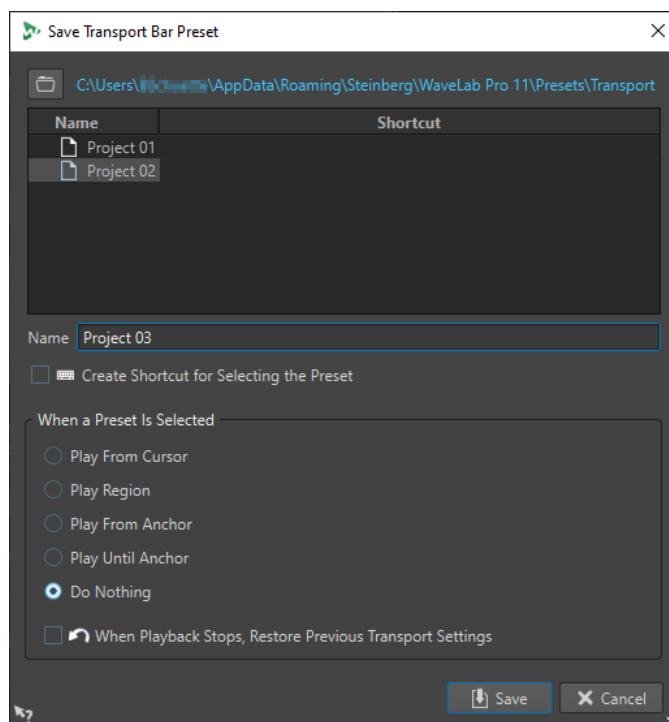 Save Transport Bar Preset
C:\Users\ \AppData\Roaming\Steinberg\WaveLab Pro 11\Presets\Transport
Name Shortcut
Project 01
Project 02
Name Project 03
Create Shortcut for Selecting the Preset
When a Preset Is Selected
Play From Cursor
Play Region
Play From Anchor
Play Until Anchor
Do Nothing
When Playback Stops, Restore Previous Transport Settings
Save Cancel